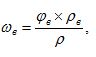 ω_в = (φ_в × ρ_в) / ρ,